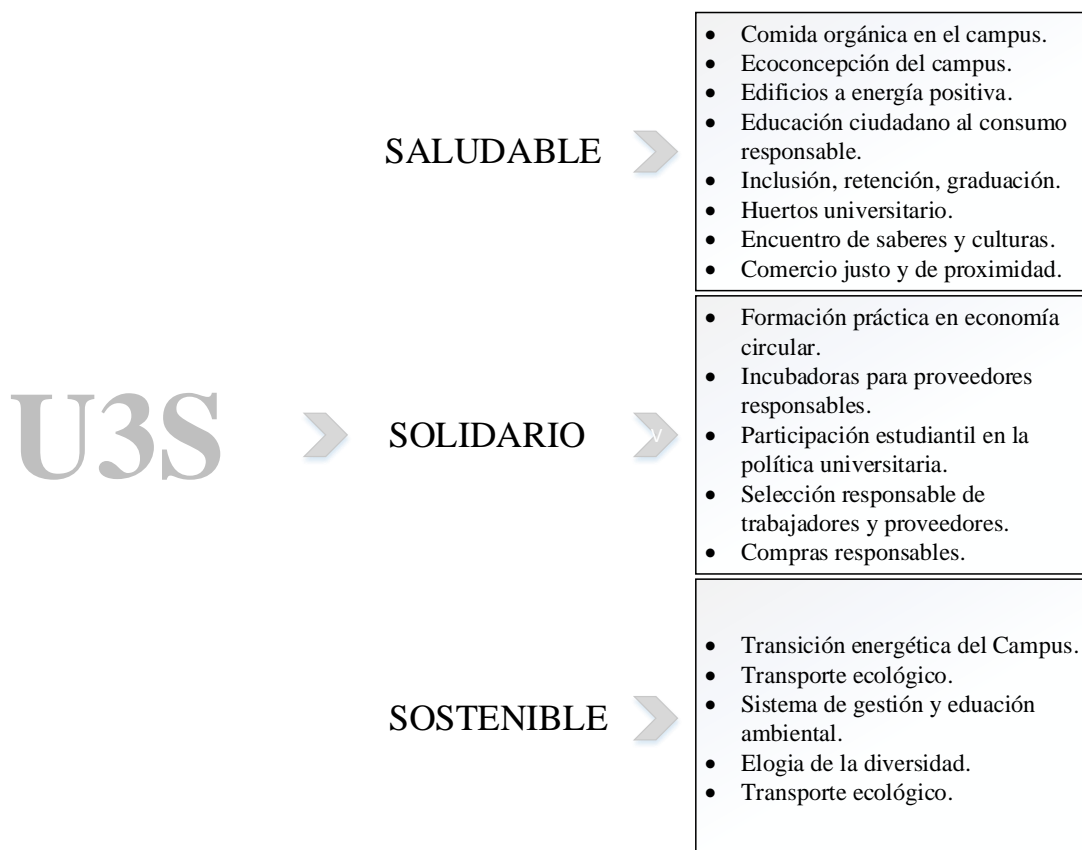 • Comida orgánica en el campus.
• Ecoconcepción del campus.
• Edificios a energía positiva.
• Educación ciudadano al consumo
responsable.
• Inclusión, retención, graduación.
• Huertos universitario.
• Encuentro de saberes y culturas.
• Comercio justo y de proximidad.
SALUDABLE
• Formación práctica en economía
circular.
• Incubadoras para proveedores
responsables.
• Participación estudiantil en la
política universitaria.
• Selección responsable de
trabajadores y proveedores.
• Compras responsables.
U3S
SOLIDARIO
V
• Transición energética del Campus.
• Transporte ecológico.
• Sistema de gestión y eduación
ambiental.
• Elogia de la diversidad.
• Transporte ecológico.
SOSTENIBLE